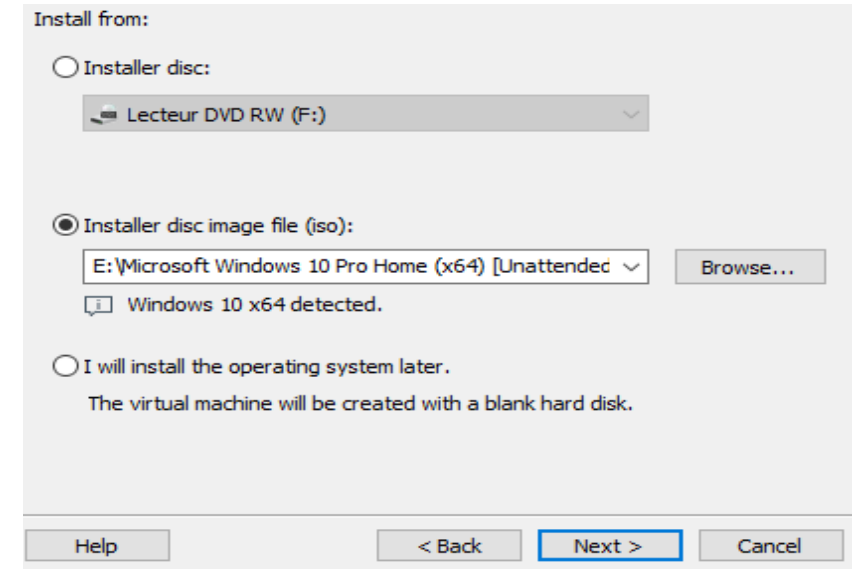 Install from:
Installer disc:
Lecteur DVD RW (F:)
Installer disc image file (iso):
E:\Microsoft Windows 10 Pro Home (x64) [Unattended
Browse...
Windows 10 x64 detected.
I will install the operating system later.
The virtual machine will be created with a blank hard disk.
Help
< Back
Next >
Cancel